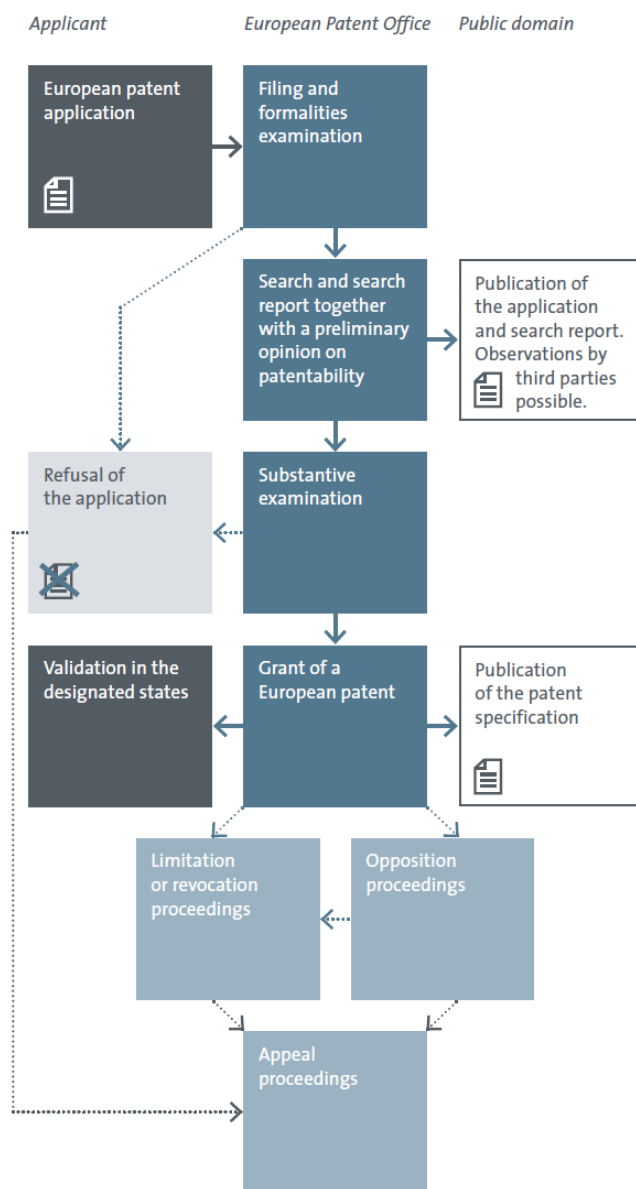 Applicant
European Patent Office
Public domain
European patent
application
Filing and
formalities
examination
Search and search
report together
with a preliminary
opinion on
patentability
Publication of
the application
and search report.
Observations by
third parties
possible.
Refusal of
the application
Substantive
examination
Validation in the
designated states
Grant of a
European patent
Publication
of the patent
specification
Limitation
or revocation
proceedings
Opposition
proceedings
Appeal
proceedings